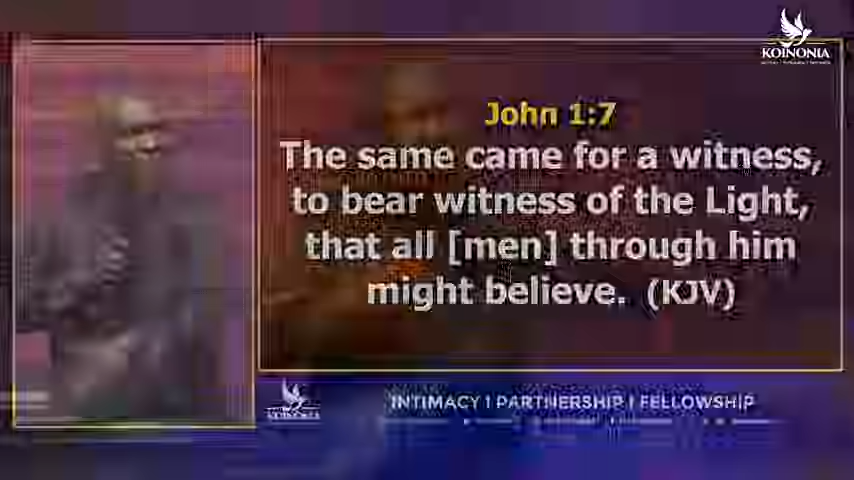 KOINONIA
John 1:7
The same came for a witness,
to bear witness of the Light,
that all [men] through him
might believe. (KJV)
KOINONIA
INTIMACY | PARTNERSHIP | FELLOWSHIP